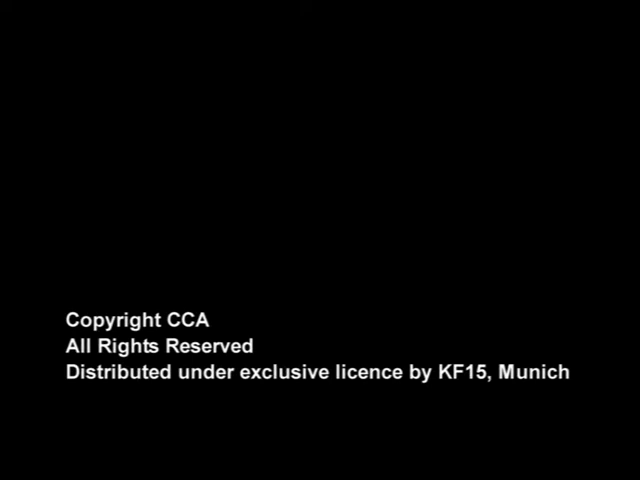 Copyright CCA
All Rights Reserved
Distributed under exclusive licence by KF15, Munich